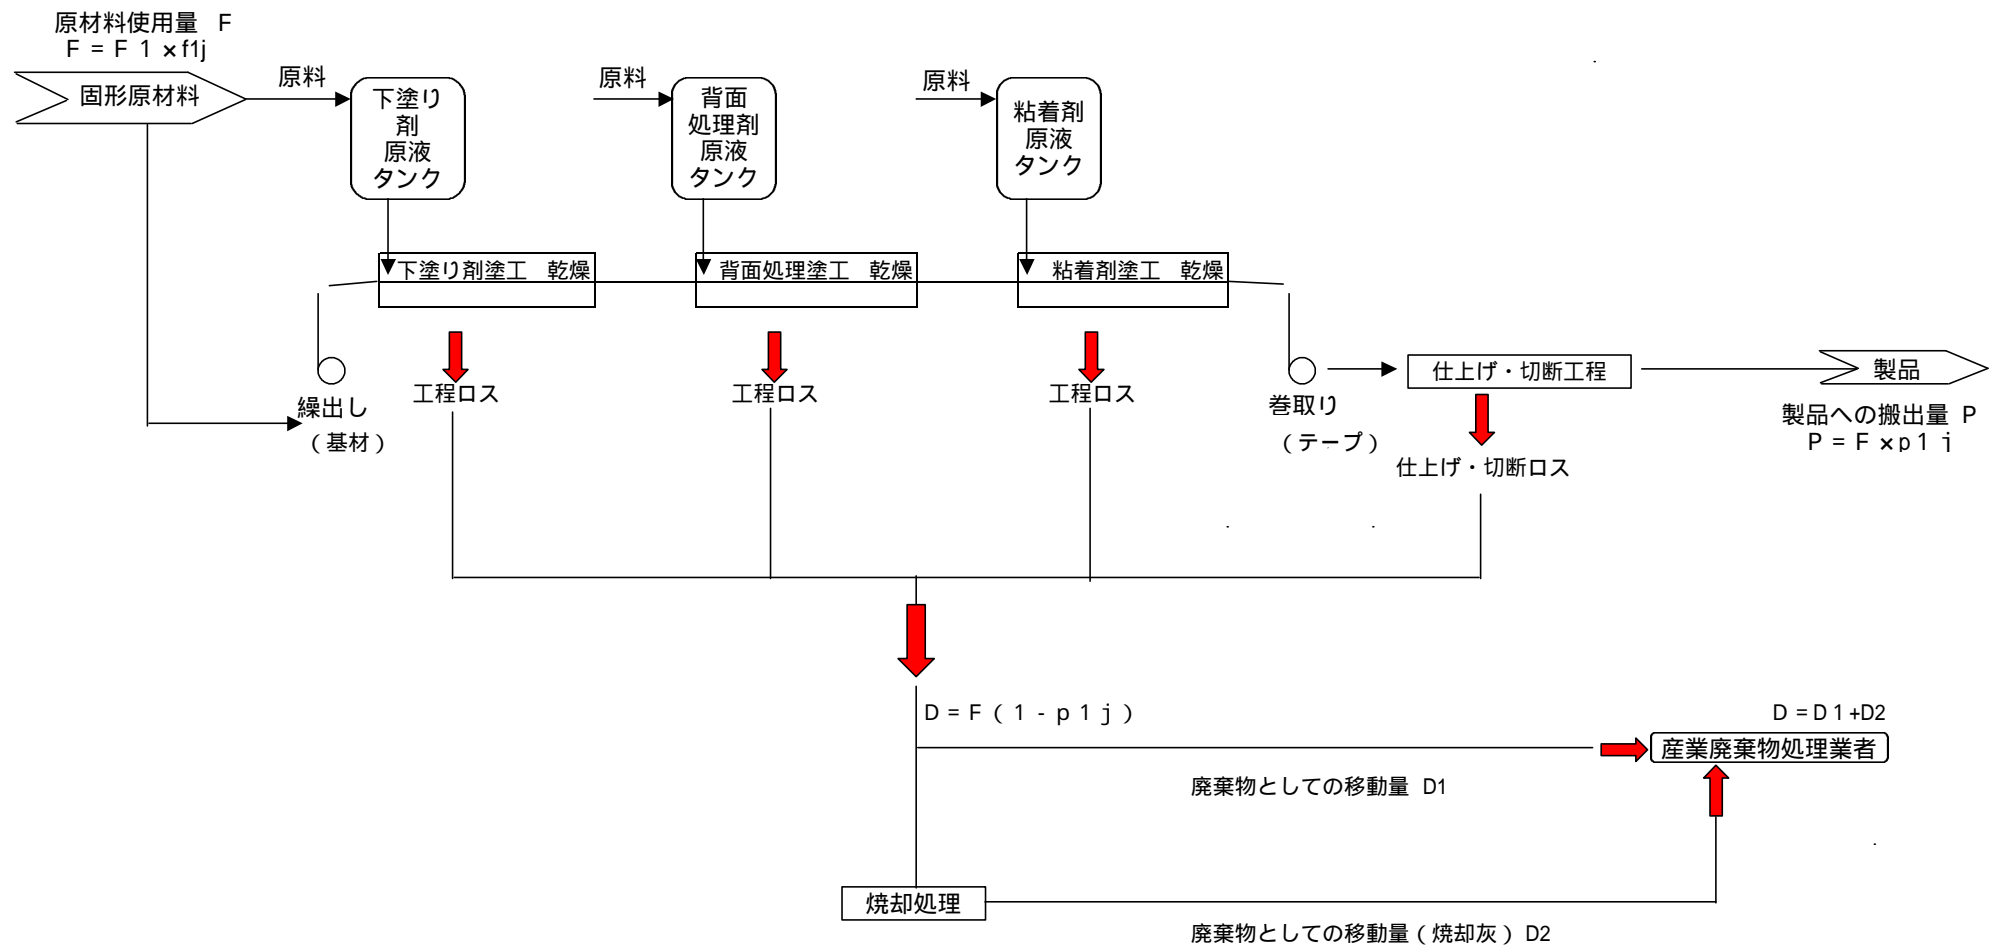 原材料使用量 F
F = F 1 ×f1j
固形原材料
原料
原料
原料
下塗り
剤
原液
タンク
背面
処理剤
原液
タンク
粘着剤
原液
タンク
下塗り剤塗工 乾燥
背面処理塗工 乾燥
粘着剤塗工 乾燥
工程ロス
工程ロス
工程ロス
繰出し
(基材)
巻取り
(テープ)
仕上げ・切断工程
仕上げ・切断ロス
製品
製品への搬出量 P
P = F ×p 1 j
D = F ( 1 - p 1 j )
D = D 1 +D2
産業廃棄物処理業者
廃棄物としての移動量 D1
焼却処理
廃棄物としての移動量(焼却灰)D2